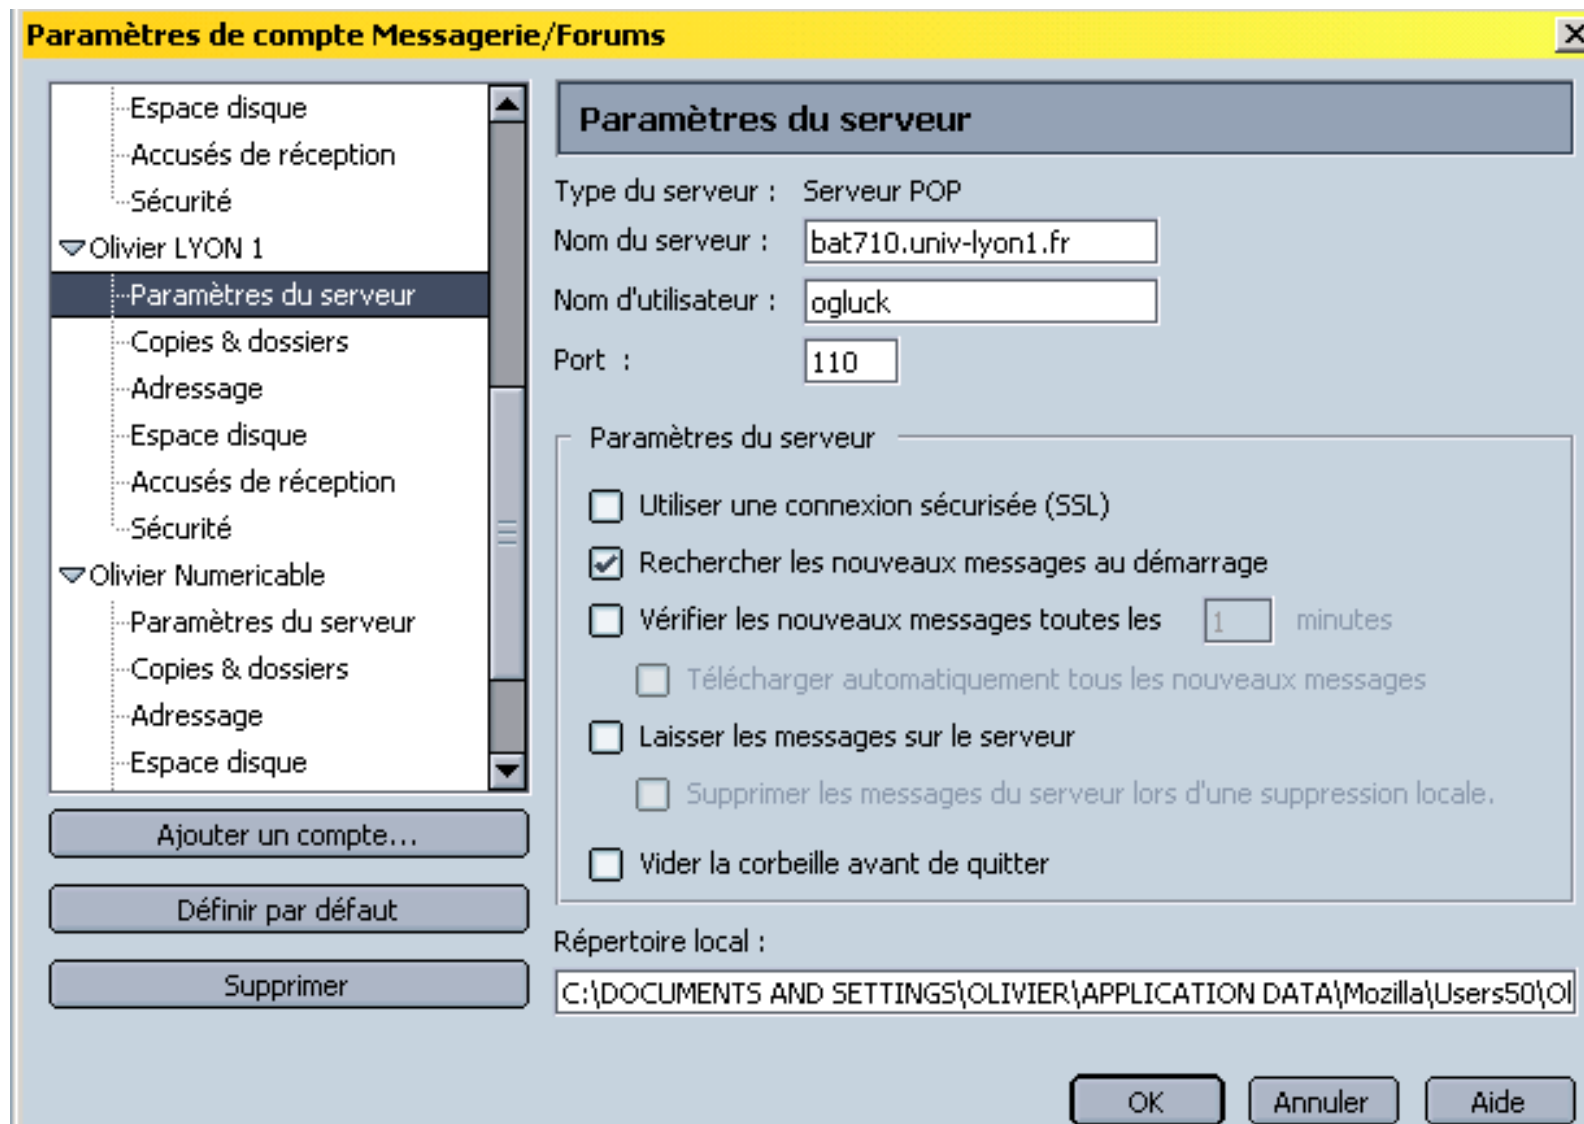 Paramètres de compte Messagerie/Forums
Espace disque
Accusés de réception
Sécurité
Olivier LYON 1
Paramètres du serveur
Copies & dossiers
Adressage
Espace disque
Accusés de réception
Sécurité
Olivier Numericable
Paramètres du serveur
Copies & dossiers
Adressage
Espace disque
Ajouter un compte...
Définir par défaut
Supprimer
Paramètres du serveur
Type du serveur : Serveur POP
Nom du serveur : bat710.univ-lyon1.fr
Nom d'utilisateur : ogluck
Port : 110
Paramètres du serveur
Utiliser une connexion sécurisée (SSL)
Rechercher les nouveaux messages au démarrage
Vérifier les nouveaux messages toutes les 1 minutes
Télécharger automatiquement tous les nouveaux messages
Laisser les messages sur le serveur
Supprimer les messages du serveur lors d'une suppression locale.
Vider la corbeille avant de quitter
Répertoire local :
C:\DOCUMENTS AND SETTINGS\OLIVIER\APPLICATION DATA\Mozilla\Users50\Ol
OK Annuler Aide